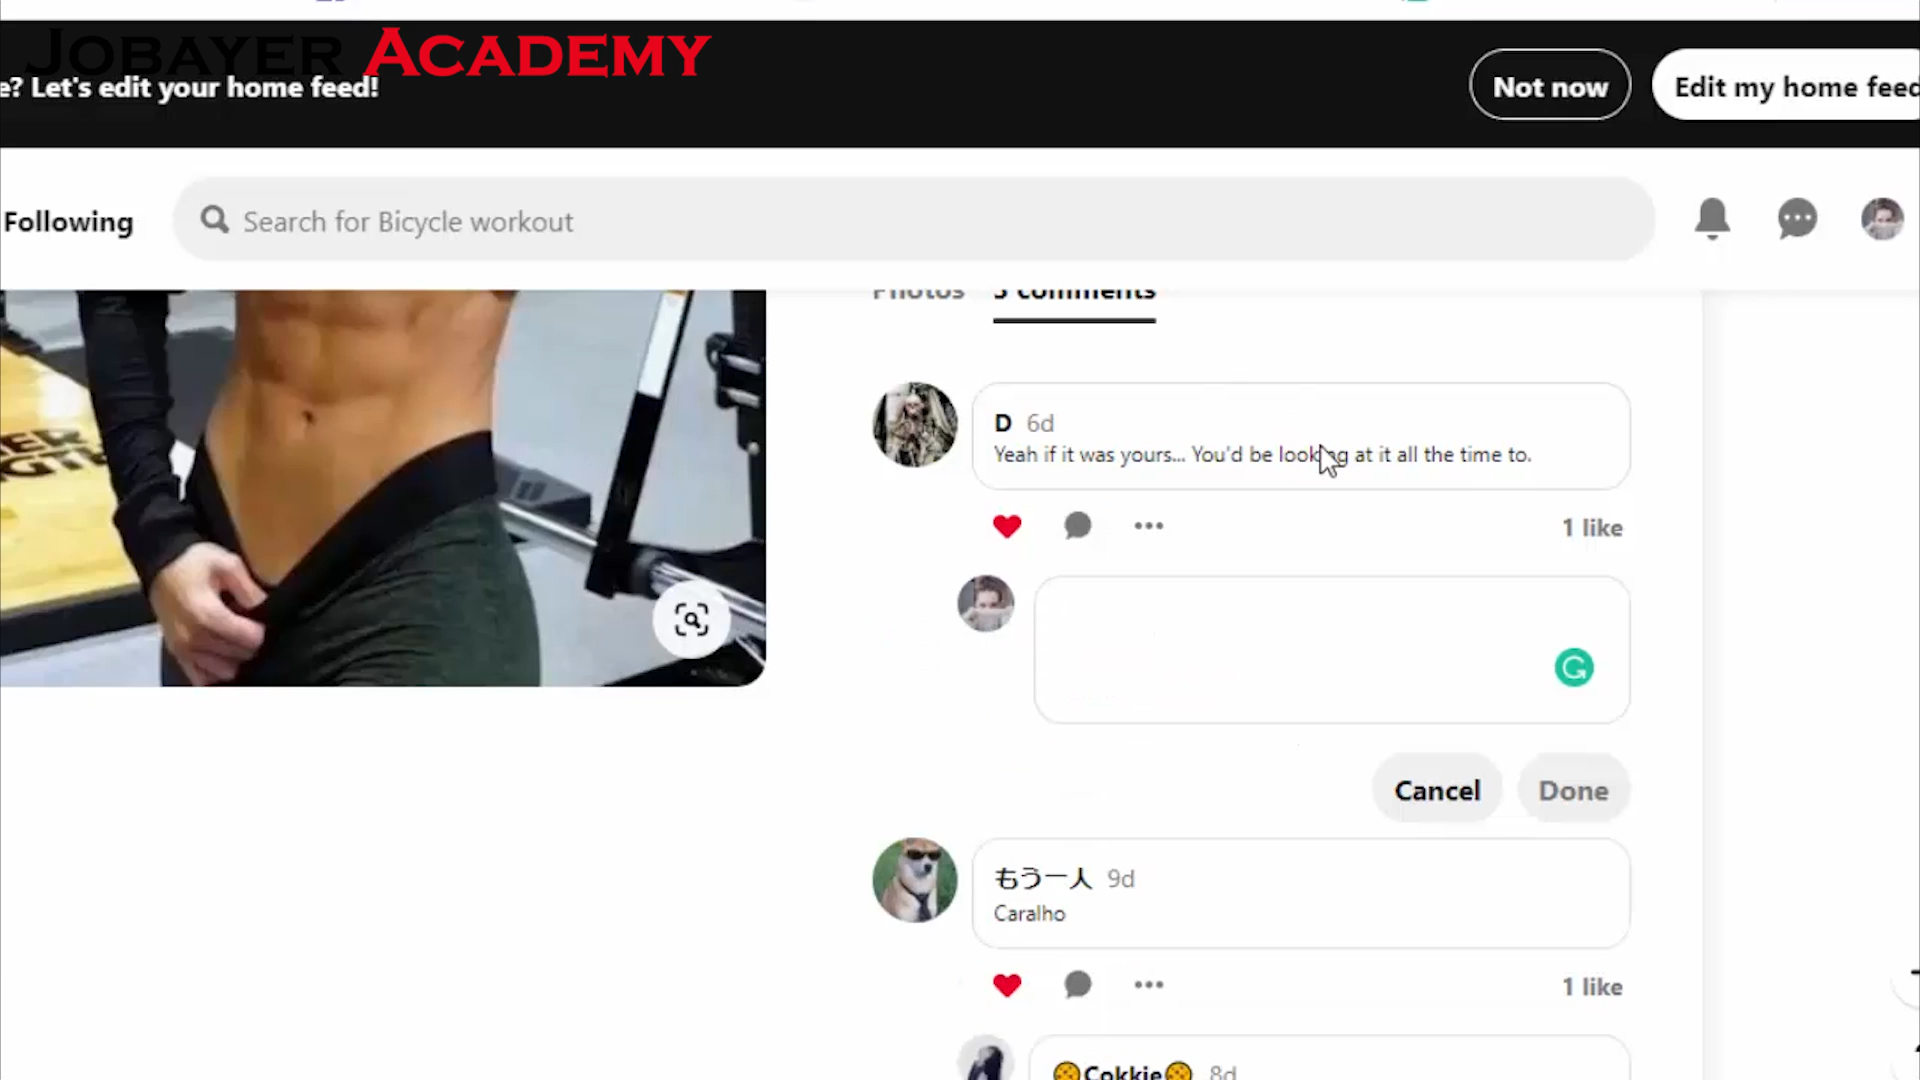 JOBAYER ACADEMY
e? Let's edit your home feed!
Not now
Edit my home feed
Following
Search for Bicycle workout
Photos
comments
D 6d
Yeah if it was yours... You'd be looking at it all the time to.
1 like
Cancel
Done
もう一人 9d
Caralho
1 like
Cokkie 8d